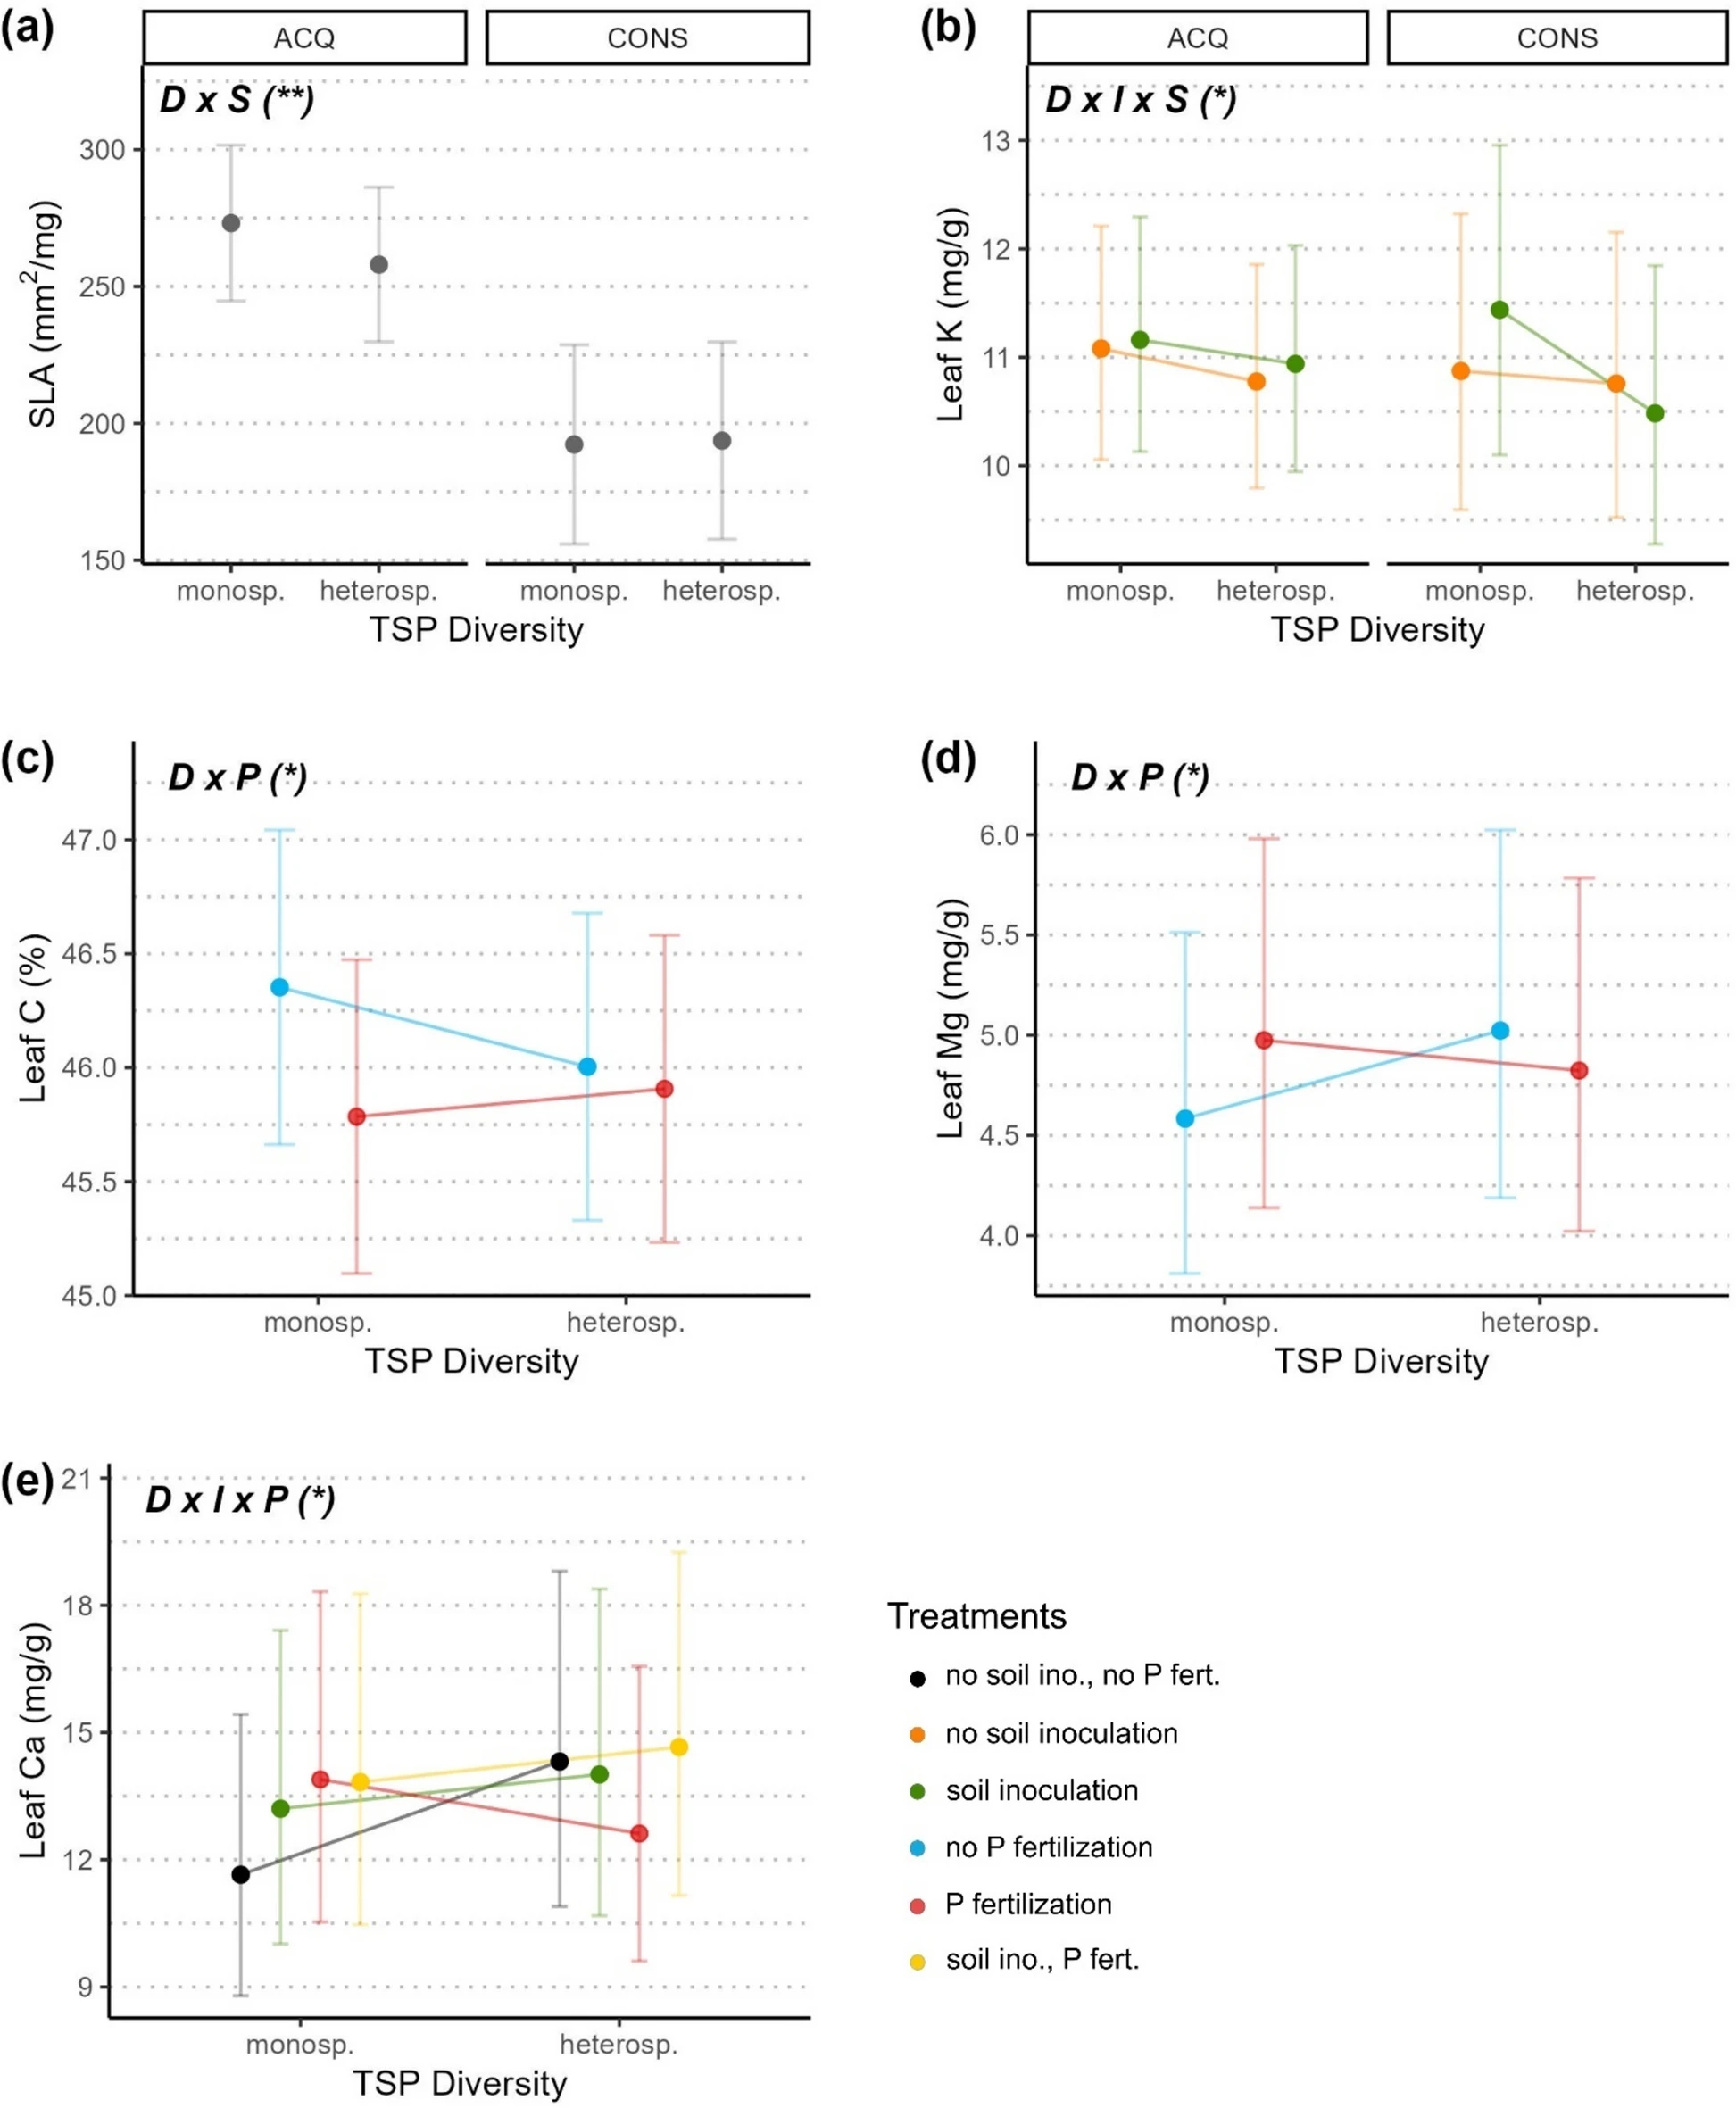 (a)
ACQ
CONS
D x S (**)
SLA (mm2/mg)
300
250
200
150
monosp.
heterosp.
monosp.
heterosp.
TSP Diversity
(b)
ACQ
CONS
D x I x S (*)
Leaf K (mg/g)
13
12
11
10
monosp.
heterosp.
monosp.
heterosp.
TSP Diversity
(c)
D x P (*)
Leaf C (%)
47.0
46.5
46.0
45.5
45.0
monosp.
heterosp.
TSP Diversity
(d)
D x P (*)
Leaf Mg (mg/g)
6.0
5.5
5.0
4.5
4.0
monosp.
heterosp.
TSP Diversity
(e)
D x I x P (*)
Leaf Ca (mg/g)
21
18
15
12
9
monosp.
heterosp.
TSP Diversity
Treatments
no soil ino., no P fert.
no soil inoculation
soil inoculation
no P fertilization
P fertilization
soil ino., P fert.